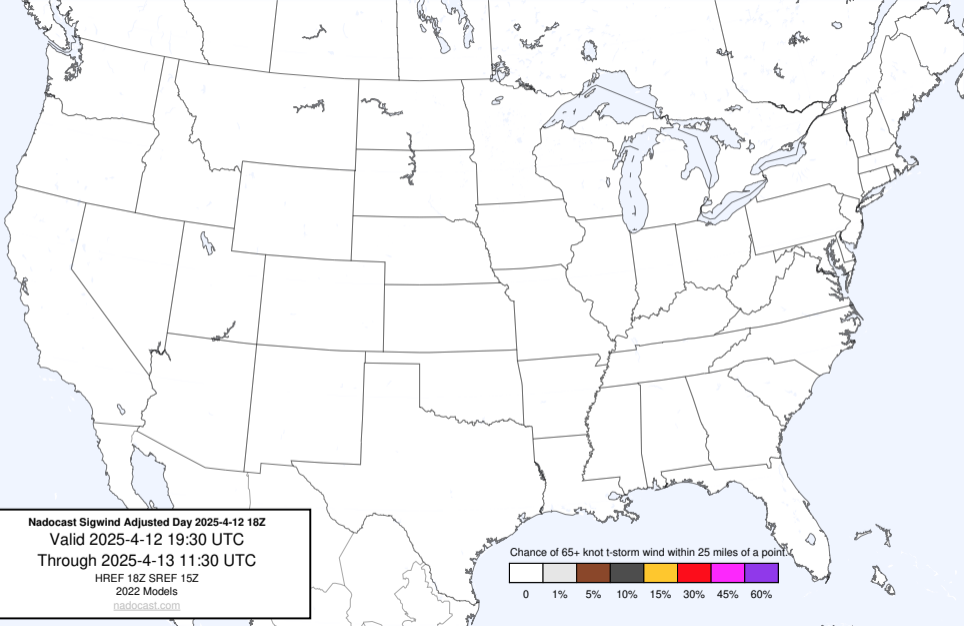 Nadocast Sigwind Adjusted Day 2025-4-12 18Z
Valid 2025-4-12 19:30 UTC
Through 2025-4-13 11:30 UTC
HREF 18Z SREF 15Z
2022 Models
nadocast.com
Chance of 65+ knot t-storm wind within 25 miles of a point.
0 1% 5% 10% 15% 30% 45% 60%